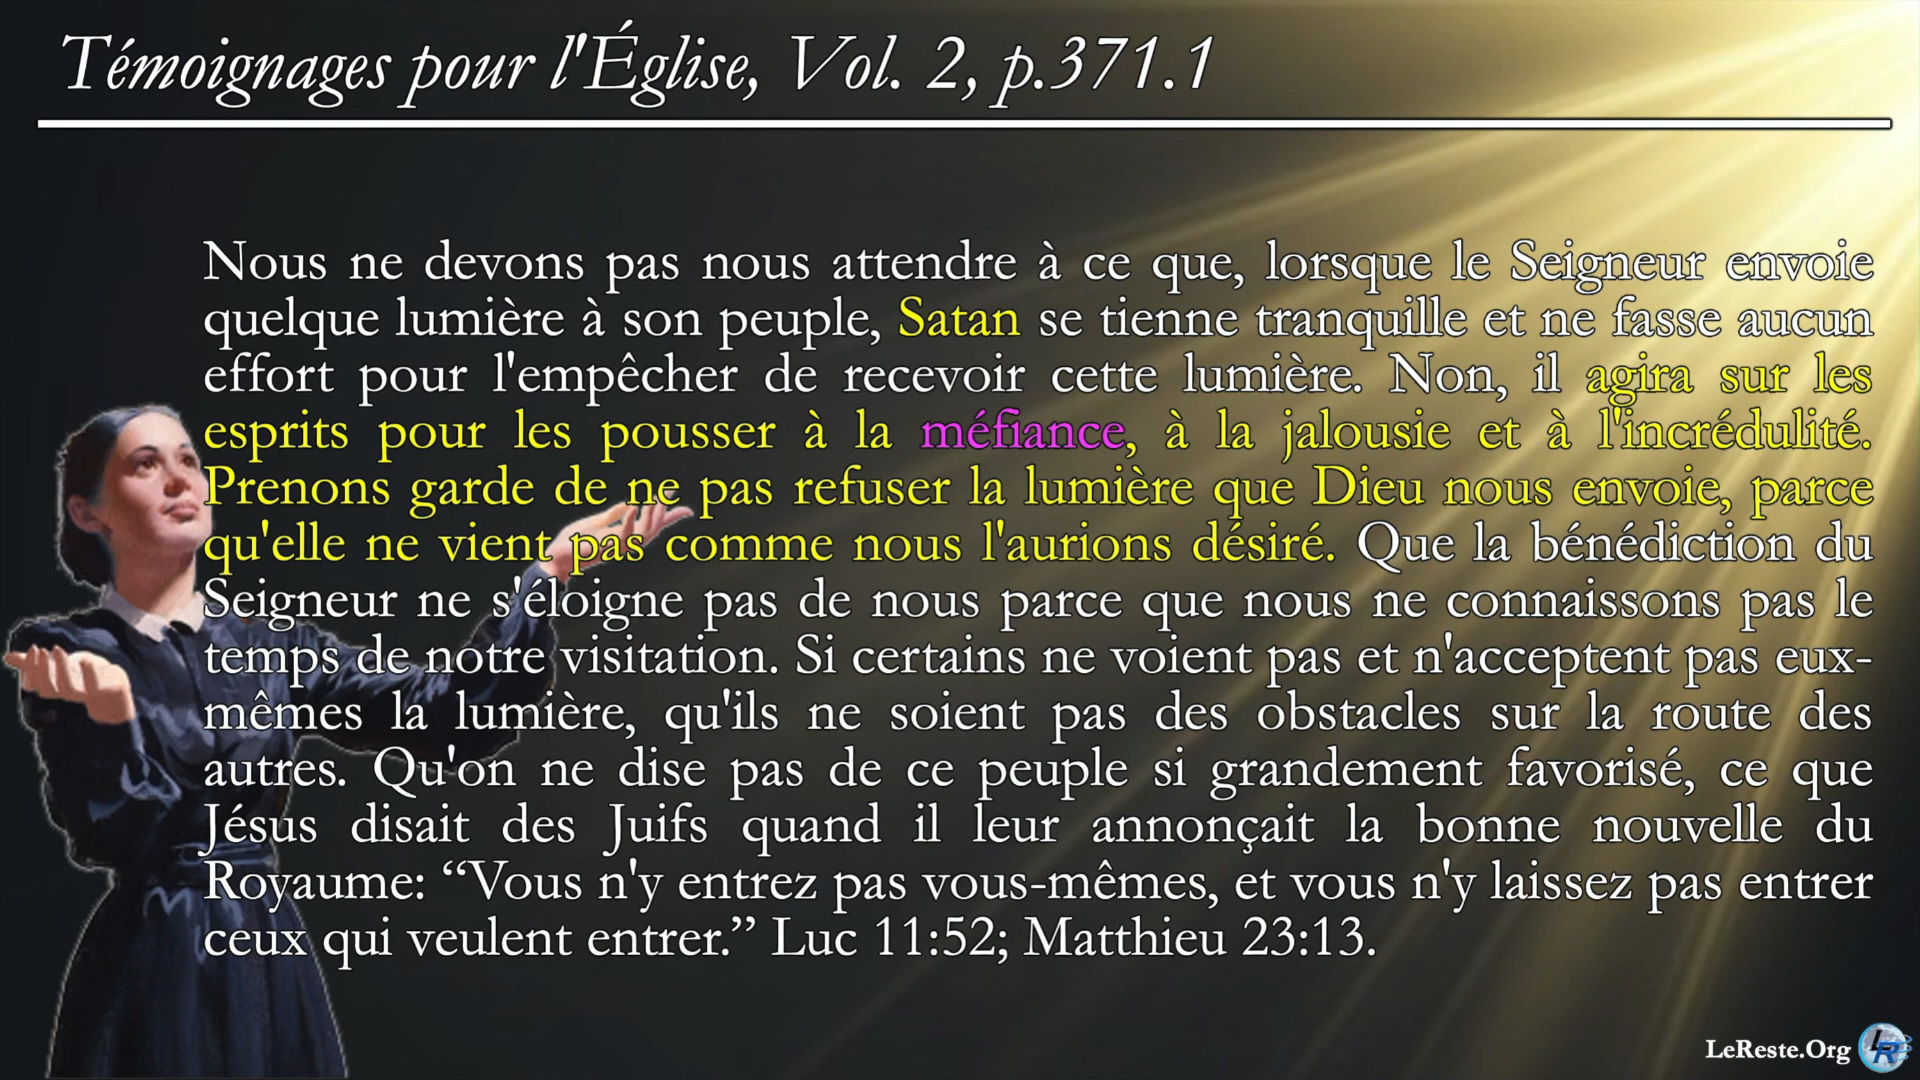 Témoignages pour l'Église, Vol. 2, p.371.1
Nous ne devons pas nous attendre à ce que, lorsque le Seigneur envoie
quelque lumière à son peuple, Satan se tienne tranquille et ne fasse aucun
effort pour l'empêcher de recevoir cette lumière. Non, il agira sur les
esprits pour les pousser à la méfiance, à la jalousie et à l'incrédulité.
Prenons garde de ne pas refuser la lumière que Dieu nous envoie, parce
qu'elle ne vient pas comme nous l'aurions désiré. Que la bénédiction du
Seigneur ne s'éloigne pas de nous parce que nous ne connaissons pas le
temps de notre visitation. Si certains ne voient pas et n'acceptent pas eux-
mêmes la lumière, qu'ils ne soient pas des obstacles sur la route des
autres. Qu'on ne dise pas de ce peuple si grandement favorisé, ce que
Jésus disait des Juifs quand il leur annonçait la bonne nouvelle du
Royaume: “Vous n'y entrez pas vous-mêmes, et vous n'y laissez pas entrer
ceux qui veulent entrer.” Luc 11:52; Matthieu 23:13.
LeReste.Org LR